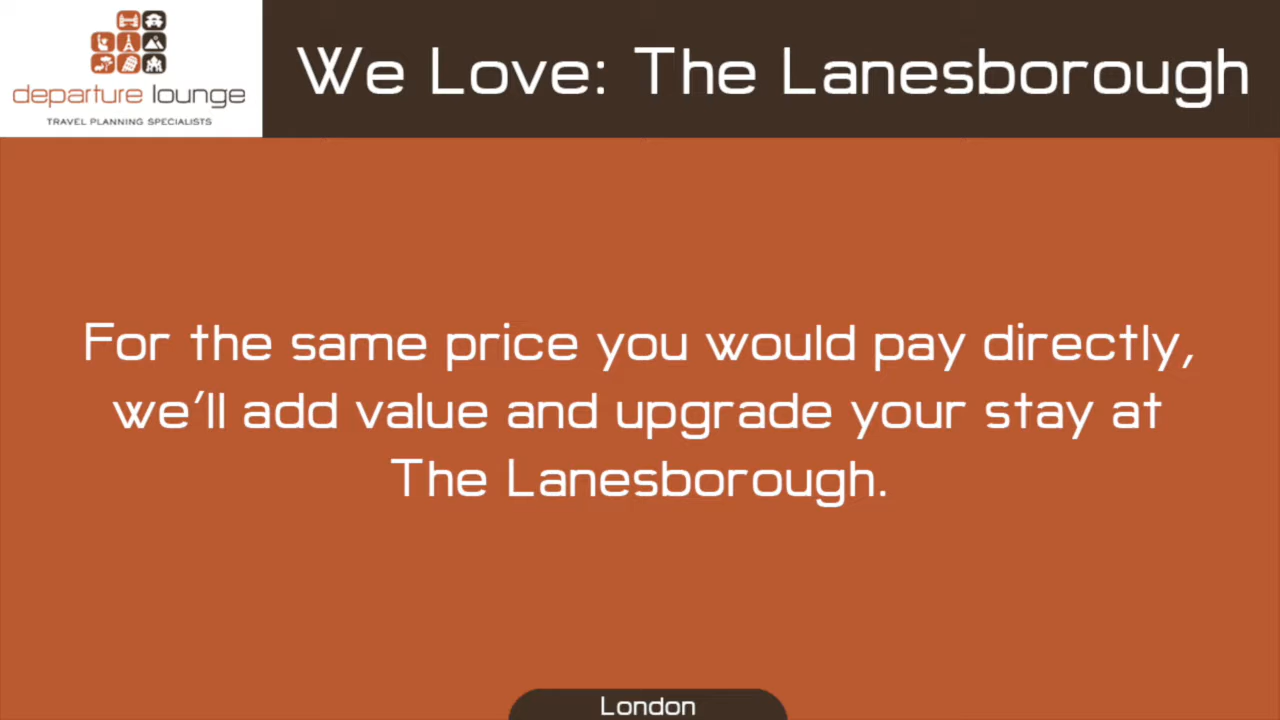 departure lounge
TRAVEL PLANNING SPECIALISTS
We Love: The Lanesborough
For the same price you would pay directly,
we'll add value and upgrade your stay at
The Lanesborough.
London